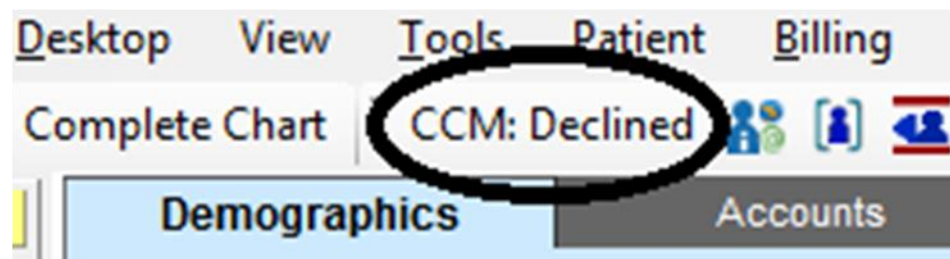 Desktop View Tools Patient Billing
Complete Chart CCM: Declined
Demographics Accounts